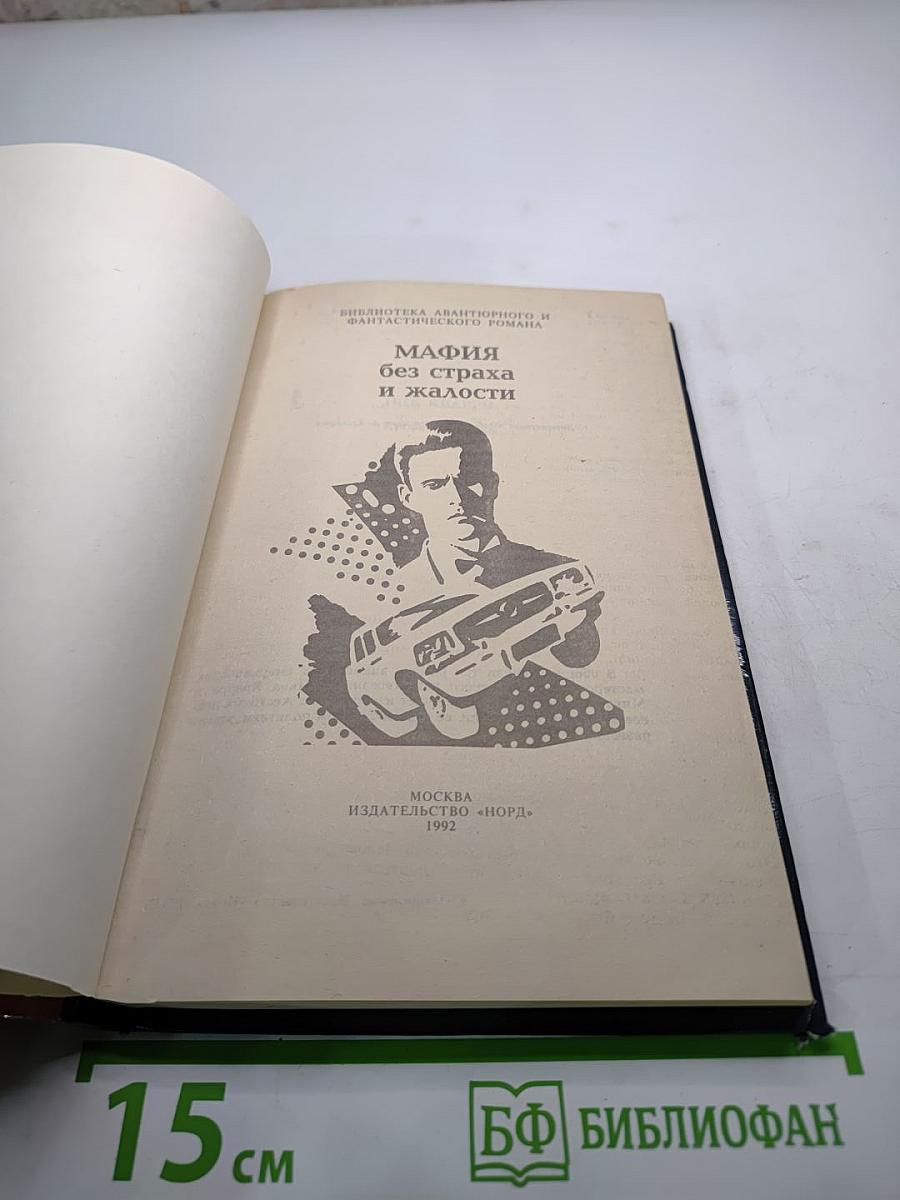 БИБЛИОТЕКА АВАНТЮРНОГО И
ФАНТАСТИЧЕСКОГО РОМАНА
МАФИЯ
без страха
и жалости
МОСКВА
ИЗДАТЕЛЬСТВО «НОРД»
1992
15 см
БФ БИБЛИОФАН